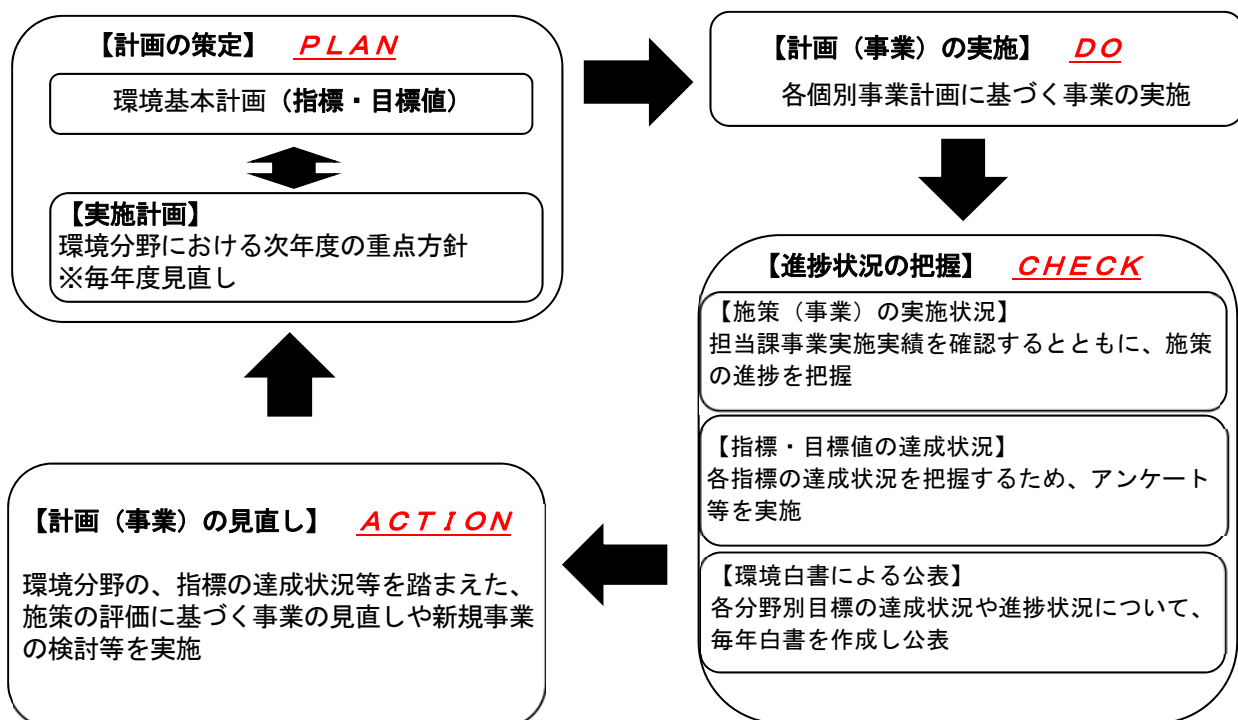 【計画の策定】 PLAN
環境基本計画（指標・目標値）
【実施計画】
環境分野における次年度の重点方針
※毎年度見直し
【計画（事業）の実施】 DO
各個別事業計画に基づく事業の実施
【進捗状況の把握】 CHECK
【施策（事業）の実施状況】
担当課事業実施実績を確認するとともに、施策
の進捗を把握
【指標・目標値の達成状況】
各指標の達成状況を把握するため、アンケート
等を実施
【環境白書による公表】
各分野別目標の達成状況や進捗状況について、
毎年白書を作成し公表
【計画（事業）の見直し】 ACTION
環境分野の、指標の達成状況等を踏まえた、
施策の評価に基づく事業の見直しや新規事業
の検討等を実施